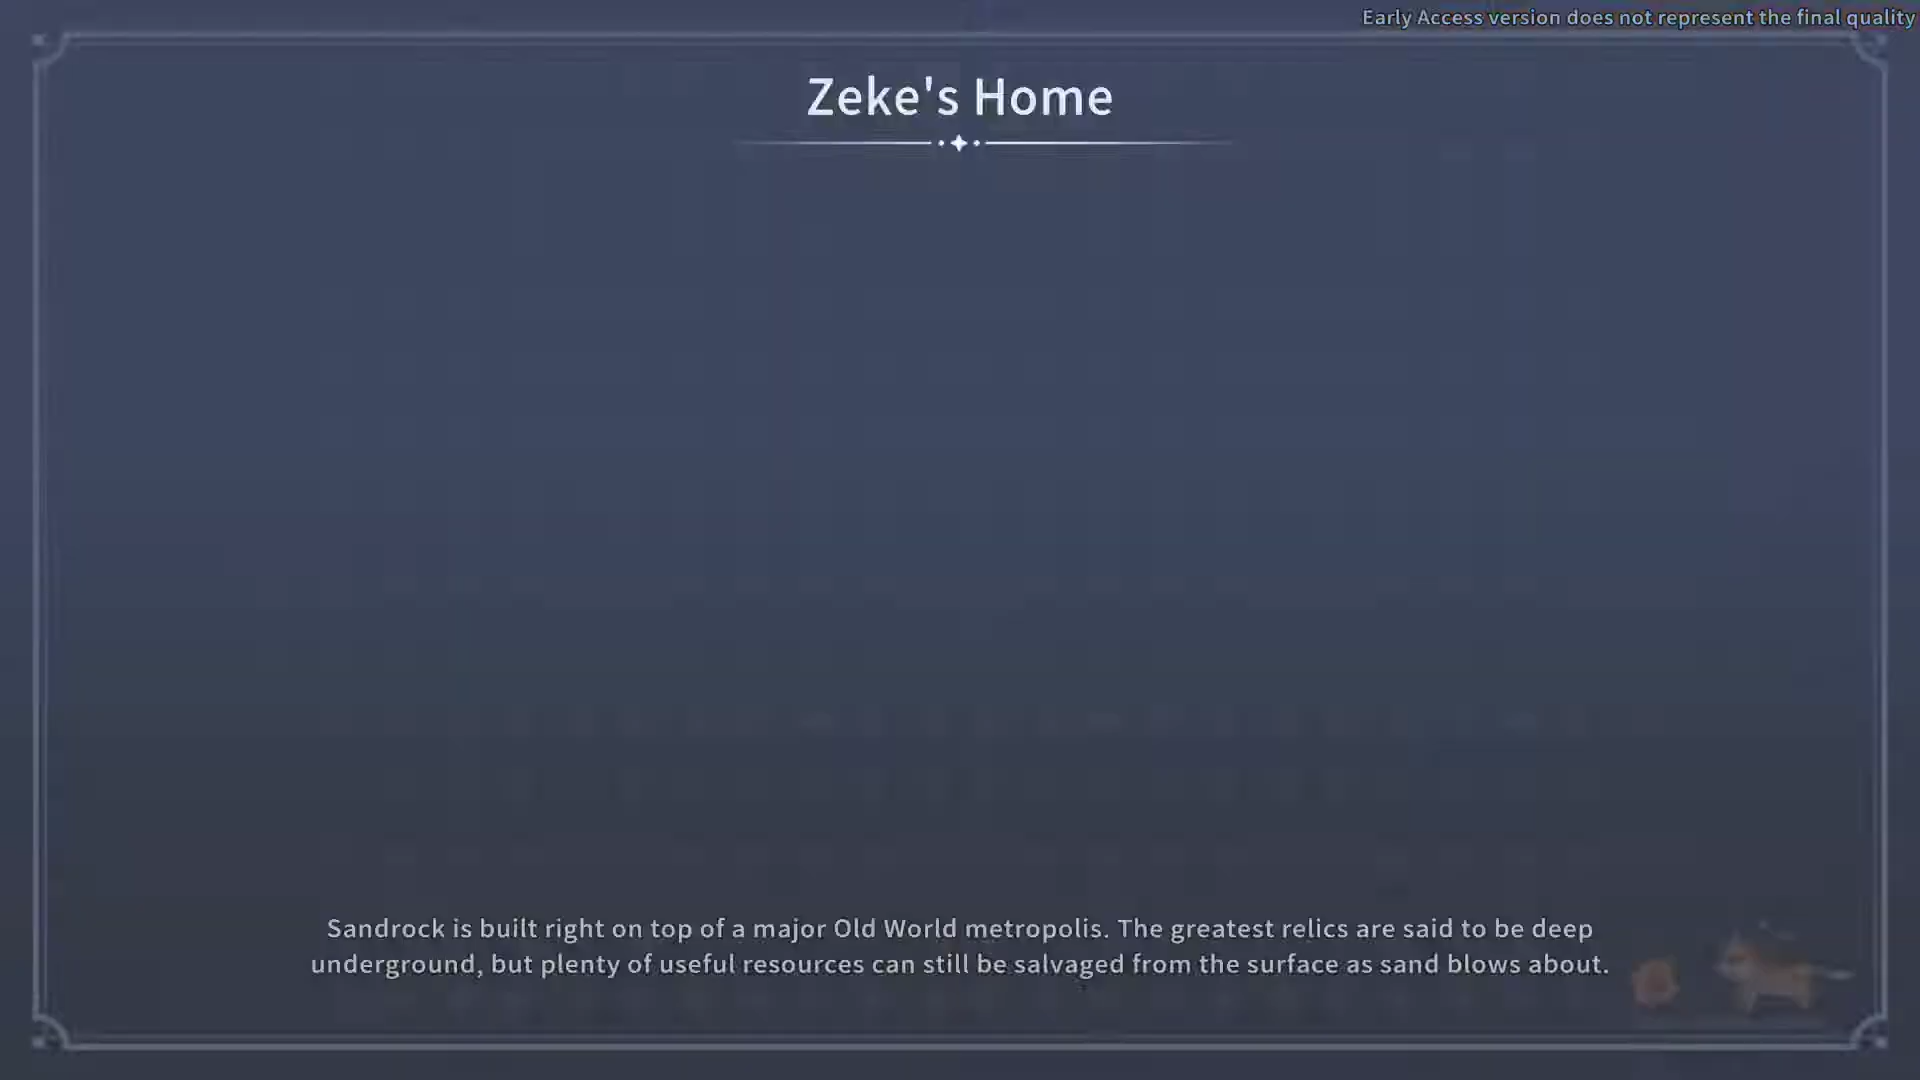 Early Access version does not represent the final quality
Zeke's Home
Sandrock is built right on top of a major Old World metropolis. The greatest relics are said to be deep
underground, but plenty of useful resources can still be salvaged from the surface as sand blows about.